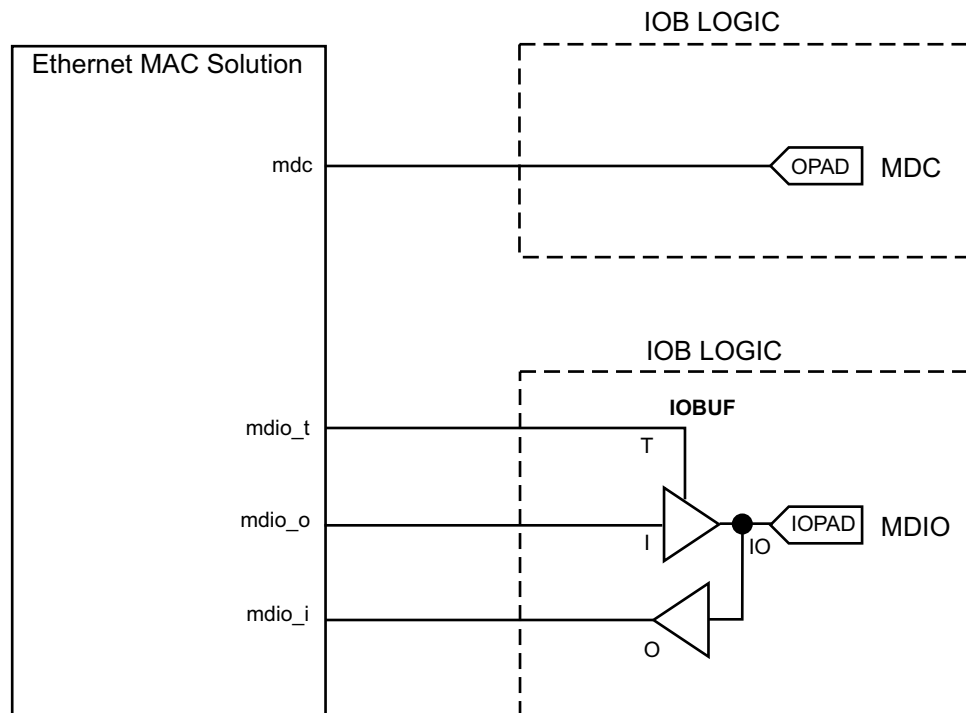 IOB LOGIC
Ethernet MAC Solution
mdc
OPAD
MDC
IOB LOGIC
IOBUF
mdio_t
T
mdio_o
I
IO
IOPAD
MDIO
mdio_i
O